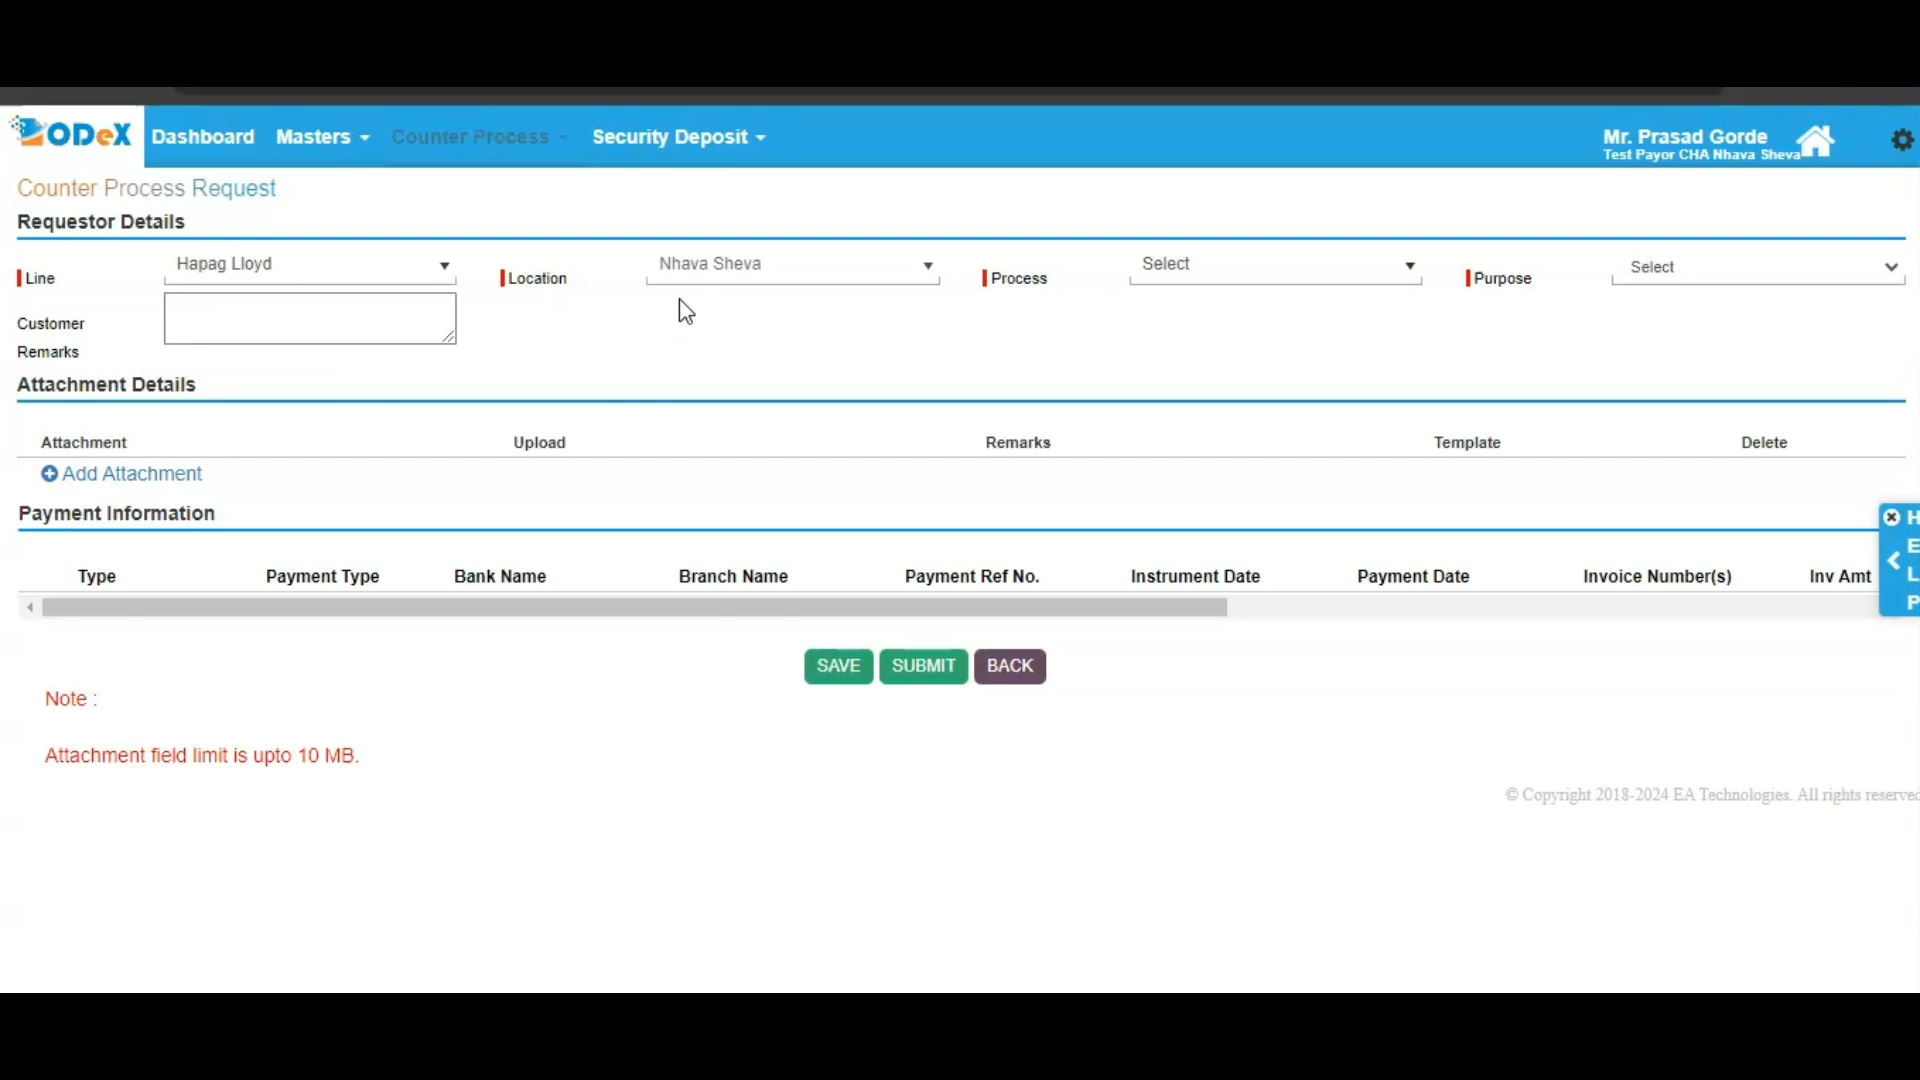 ODeX Dashboard Masters Counter Process Security Deposit Mr. Prasad Gorde
Test Payor CHA Nhava Sheva
Counter Process Request
Requestor Details
Line Hapag Lloyd Location Nhava Sheva Process Select Purpose Select
Customer
Remarks
Attachment Details
Attachment Upload Remarks Template Delete
Add Attachment
Payment Information
Type Payment Type Bank Name Branch Name Payment Ref No. Instrument Date Payment Date Invoice Number(s) Inv Amt
H
E
L
P
SAVE SUBMIT BACK
Note :
Attachment field limit is upto 10 MB.
© Copyright 2018-2024 EA Technologies. All rights reserved